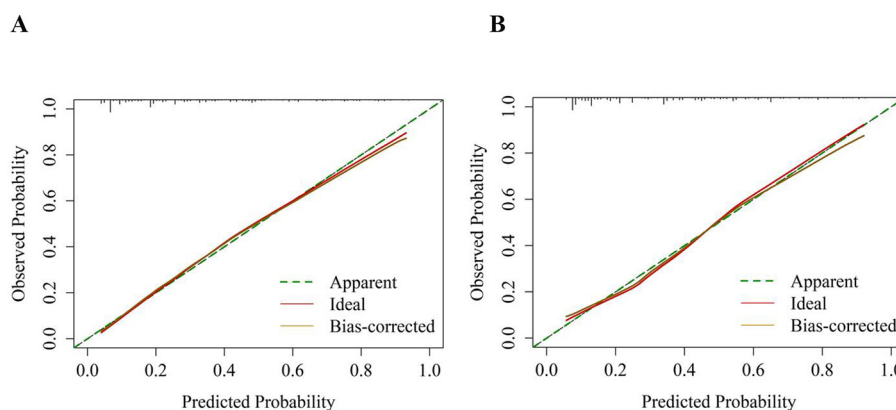 A
B
1.0
0.8
0.6
0.4
0.2
0.0
Observed Probability
Apparent
Ideal
Bias-corrected
0.0 0.2 0.4 0.6 0.8 1.0
Predicted Probability
1.0
0.8
0.6
0.4
0.2
0.0
Observed Probability
Apparent
Ideal
Bias-corrected
0.0 0.2 0.4 0.6 0.8 1.0
Predicted Probability